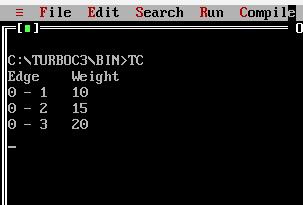 ≡ File Edit Search Run Compile
C:\TURBOC3\BIN>TC
Edge Weight
0 - 1 10
0 - 2 15
0 - 3 20